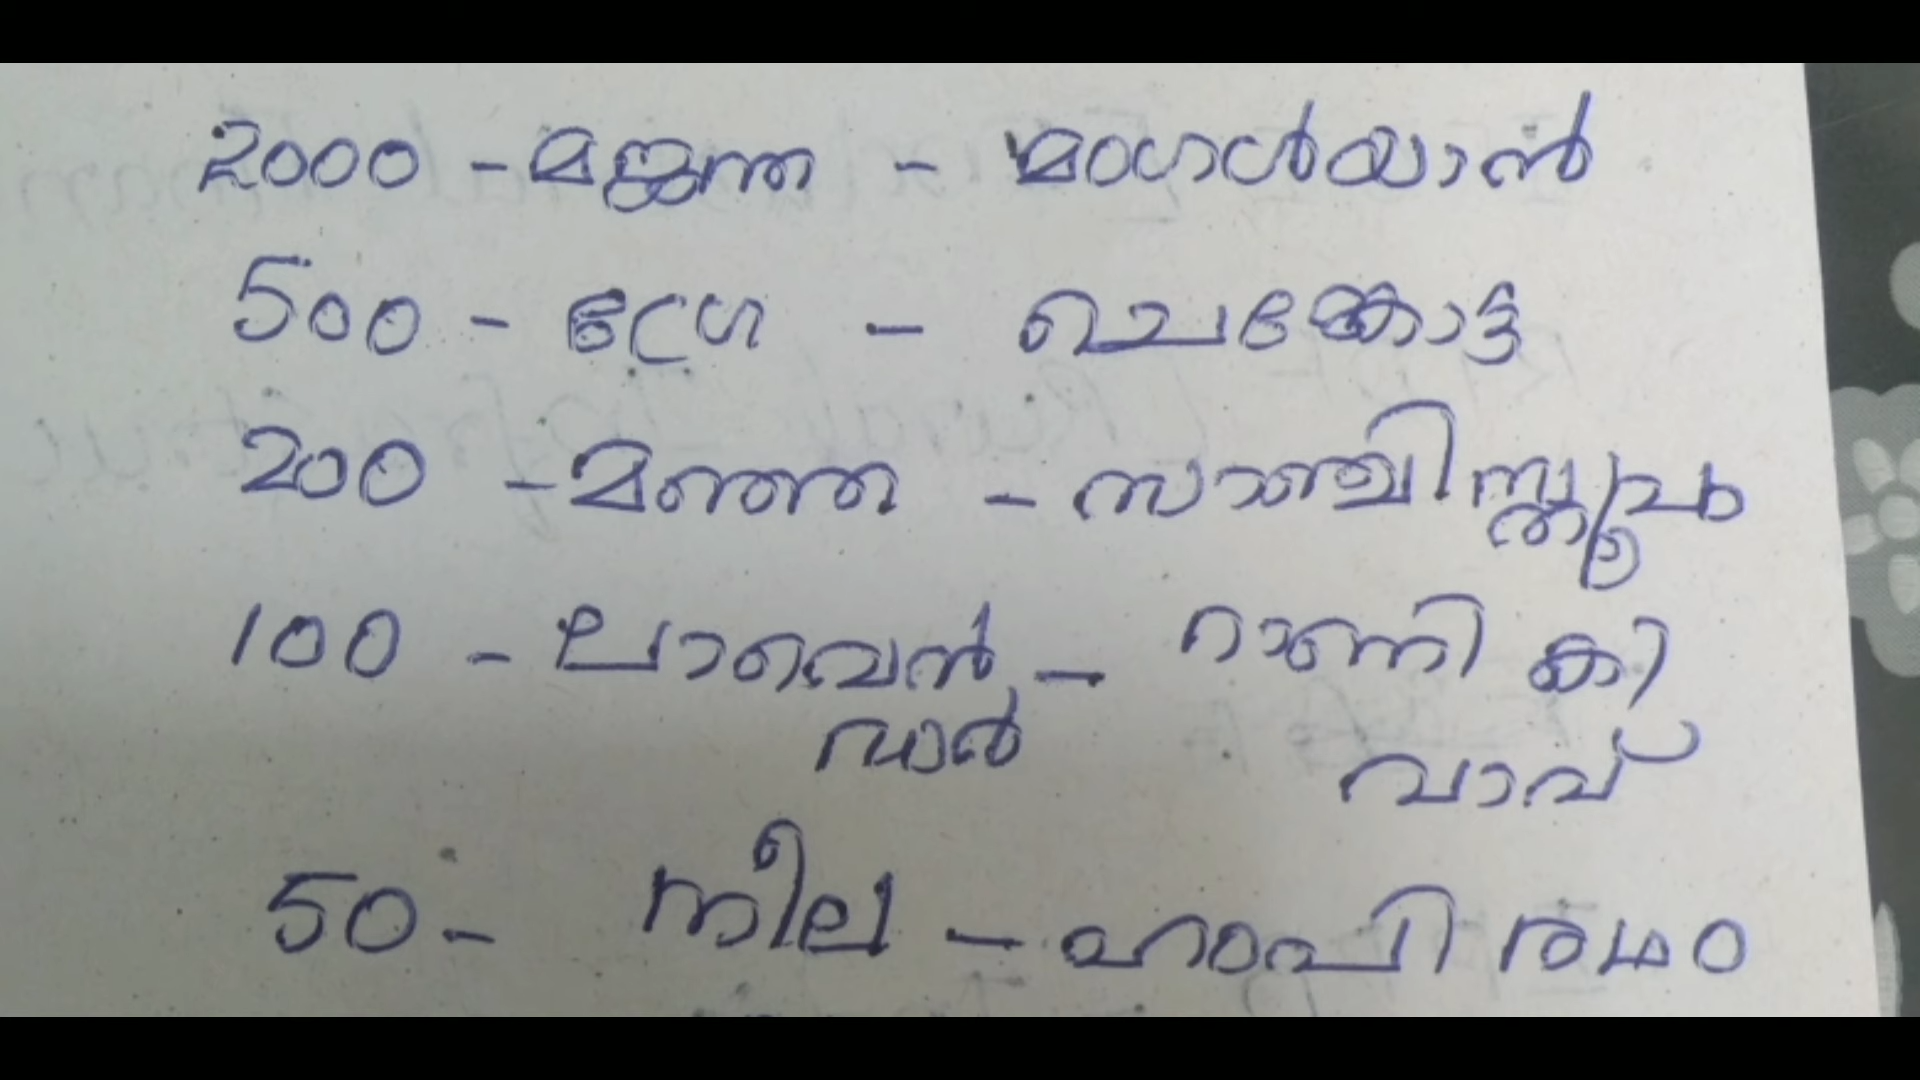 2000 - മജന്ത - മംഗൾയാൻ
500 - ഗ്രേ - ചെങ്കോട്ട
200 - മഞ്ഞ - സാഞ്ചി സ്തൂപം
100 - ലാവെൻ - റാണി കി
ഡർ വാവ്
50 - നീല - ഹംപി രഥം